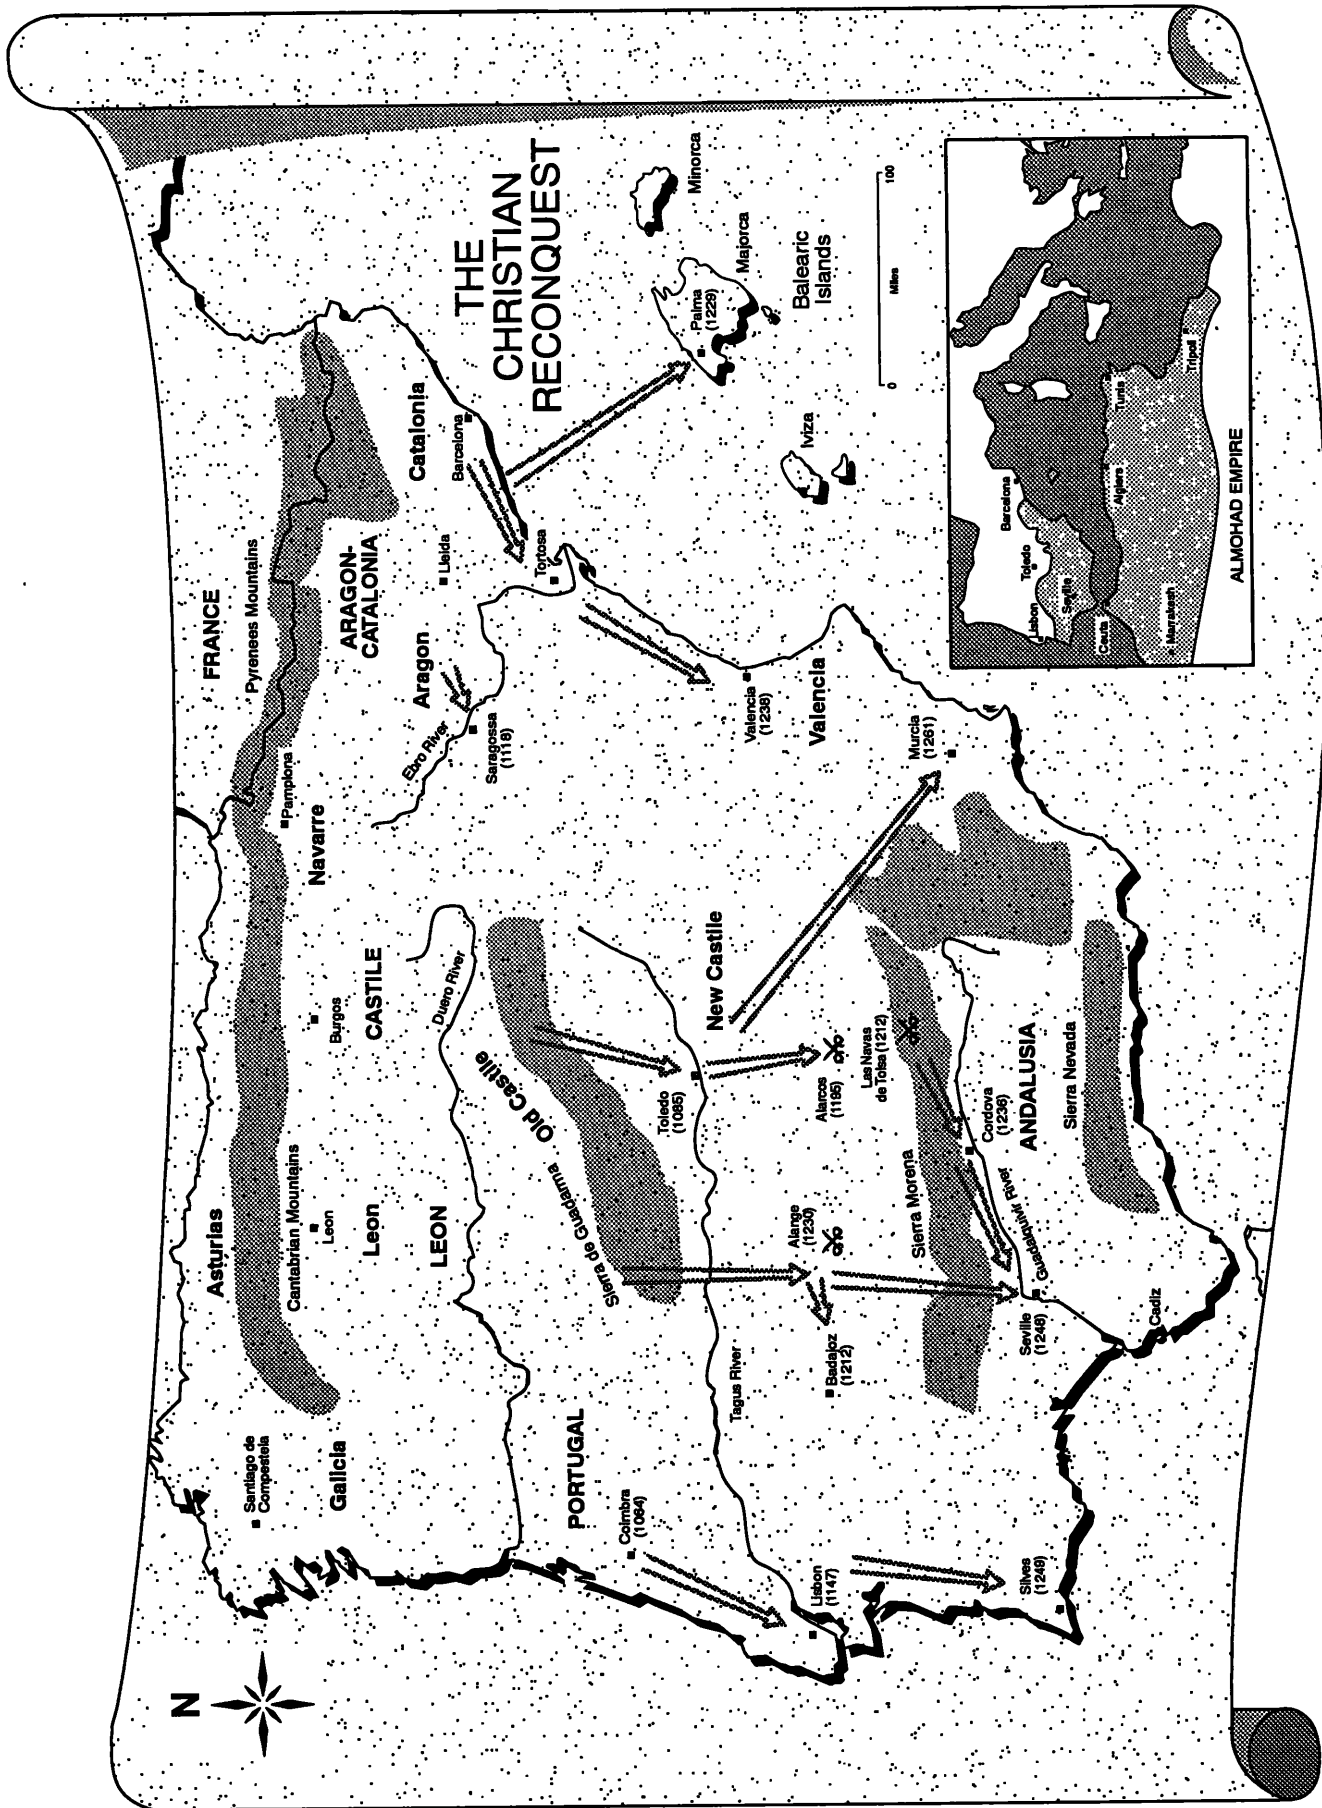 THE
CHRISTIAN
RECONQUEST
N
FRANCE
Pyrenees Mountains
Asturias
Cantabrian Mountains
Santiago de
Compestela
Galicia
Leon
Leon
LEON
Burgos
CASTILE
Pamplona
Navarre
ARAGON-
CATALONIA
Aragon
Ebro River
Saragossa
(1118)
Lleida
Catalonia
Barcelona
Tortosa
Duero River
Old Castile
Sierra de Guadarma
PORTUGAL
Coimbra
(1064)
Tagus River
Lisbon
(1147)
Silves
(1249)
Toledo
(1085)
New Castile
Alarcos
(1195)
Las Navas
de Tolsa (1212)
Alange
(1230)
Badajoz
(1212)
Sierra Morena
Cordova
(1236)
Guadalquivir River
Seville
(1248)
Cadiz
ANDALUSIA
Sierra Nevada
Murcia
(1261)
Valencia
(1238)
Valencia
Minorca
Majorca
Palma
(1229)
Balearic
Islands
Iviza
0
100
Miles
Lisbon
Toledo
Barcelona
Seville
Ceuta
Marrakesh
Algiers
Tunis
Tripoli
ALMOHAD EMPIRE